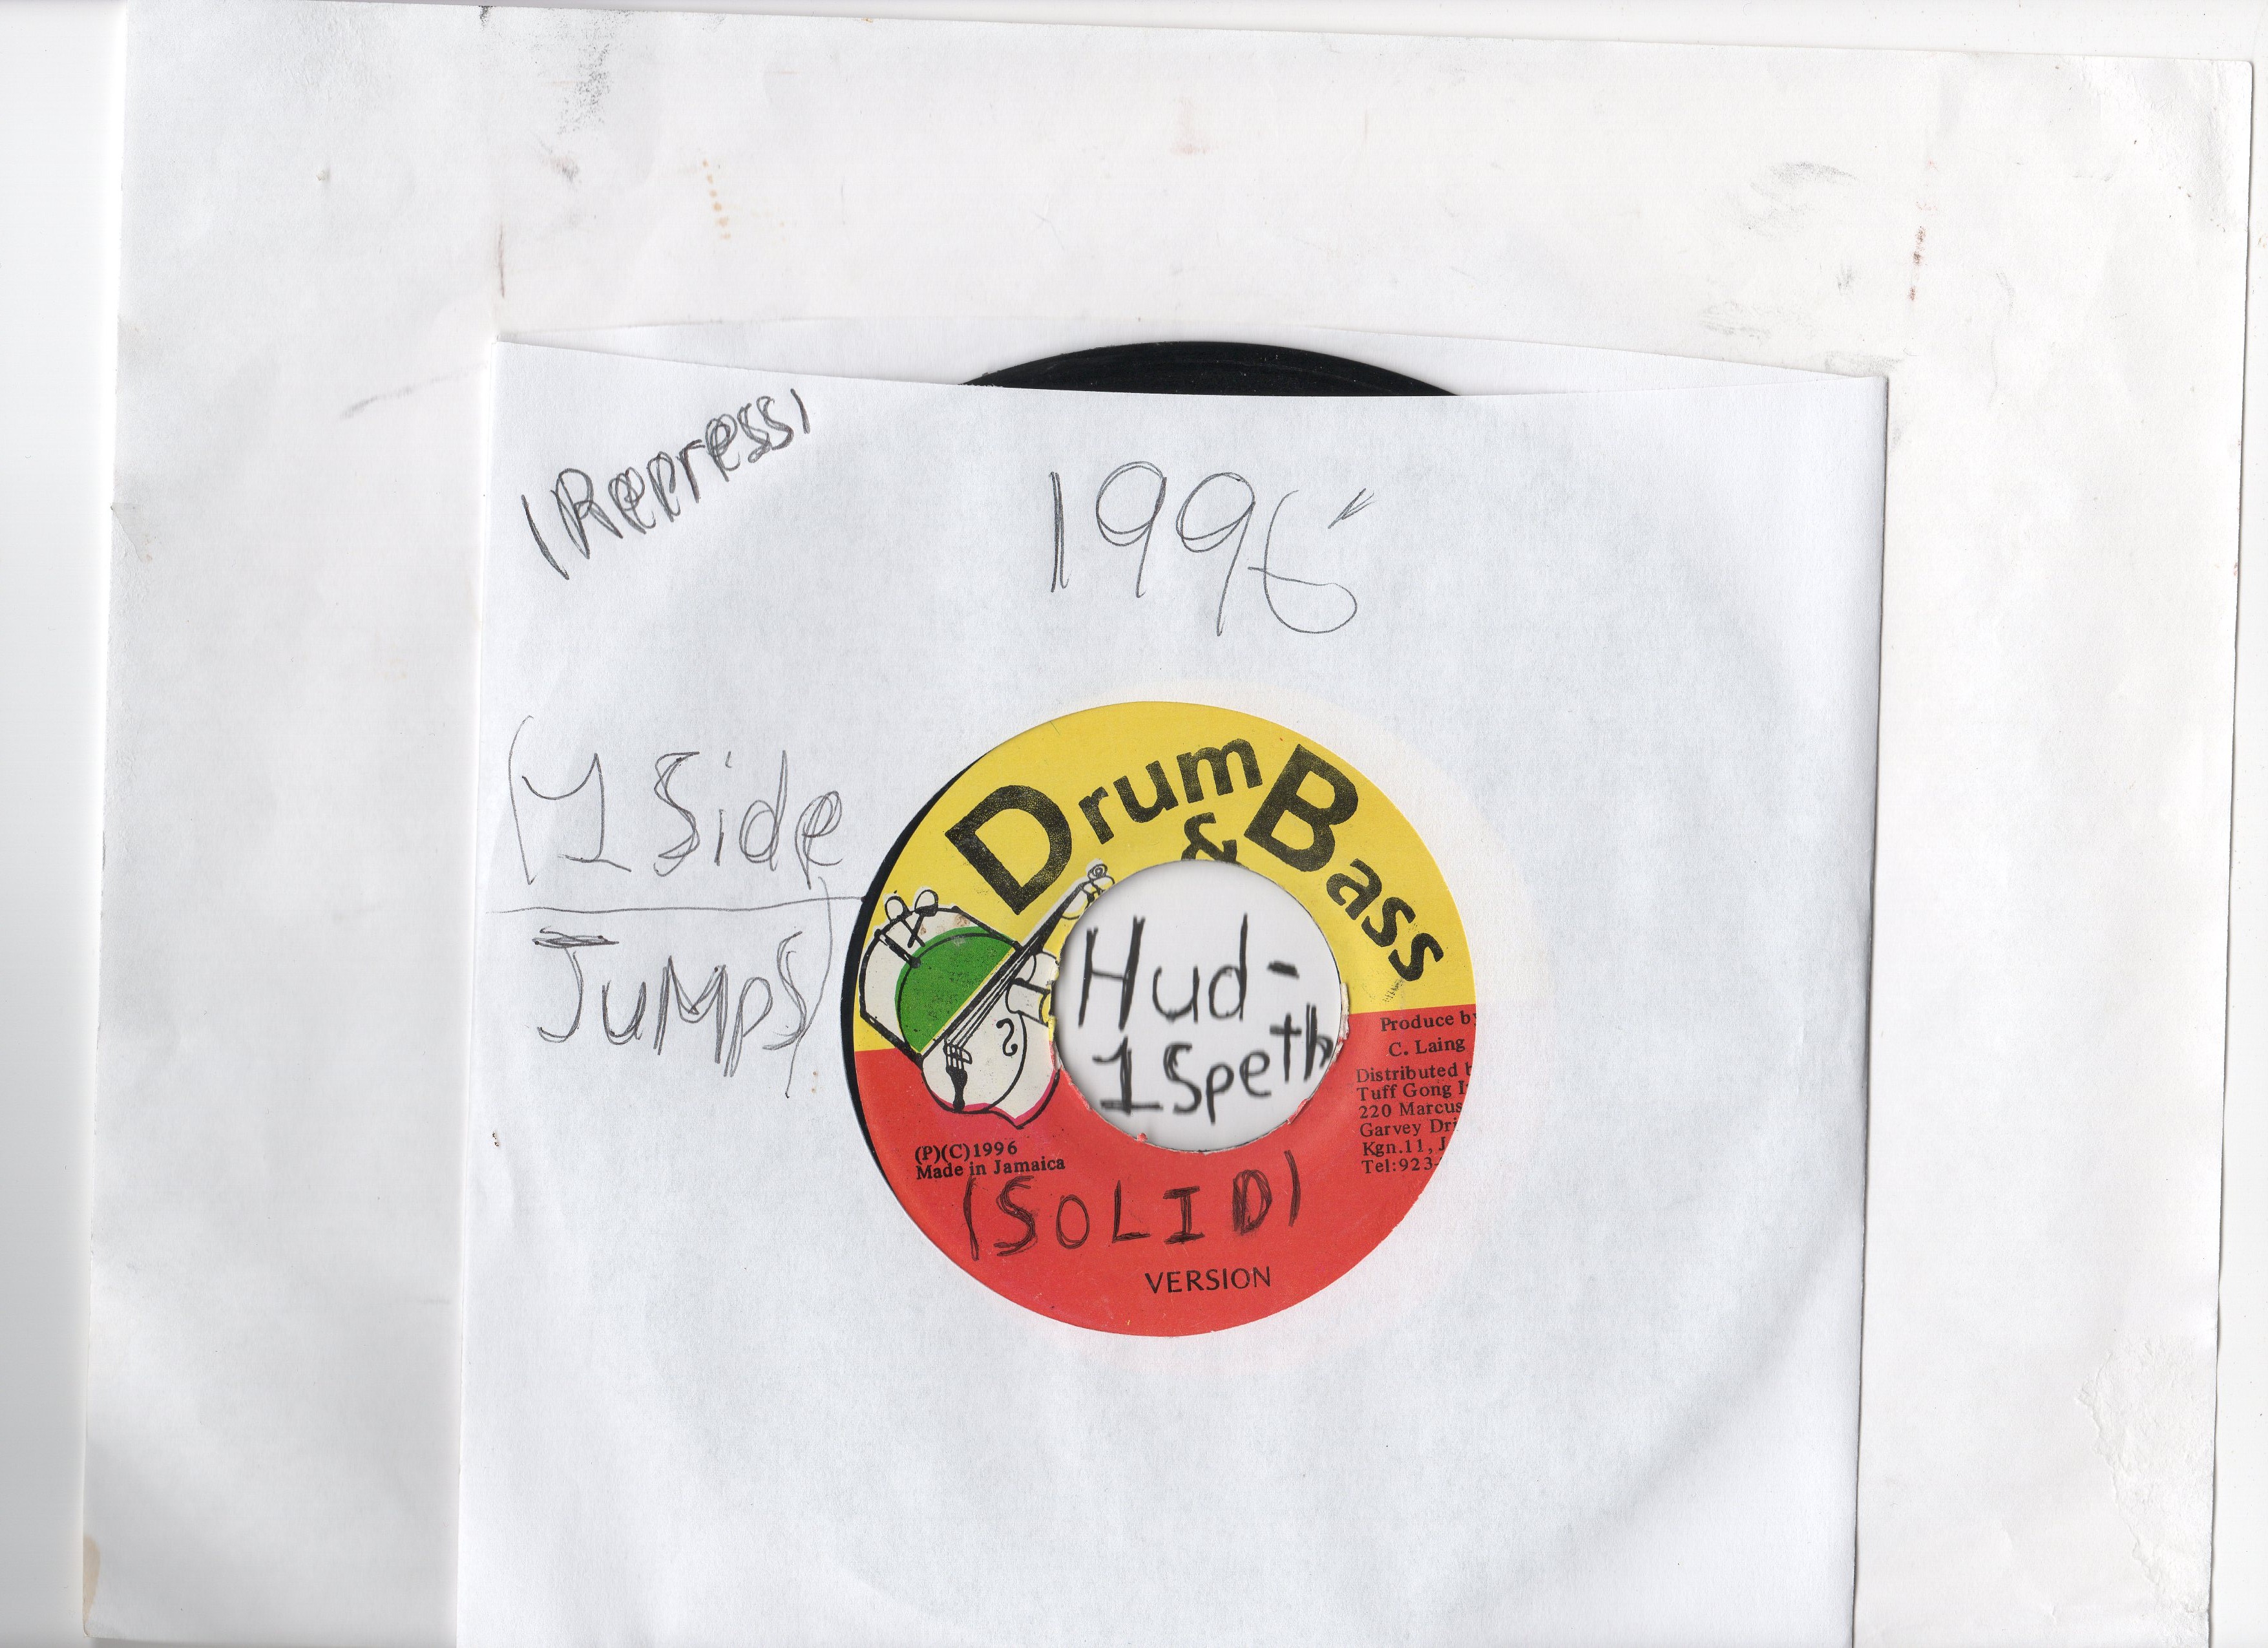 (Repress)
1996"
(1 Side
Jumps)
Drum
&
Bass
Hud-
1Speth
Produce by
C. Laing
Distributed b
Tuff Gong I
220 Marcus
Garvey Dri
Kgn.11, J
Tel:923-
(P)(C)1996
Made in Jamaica
(SOLID)
VERSION